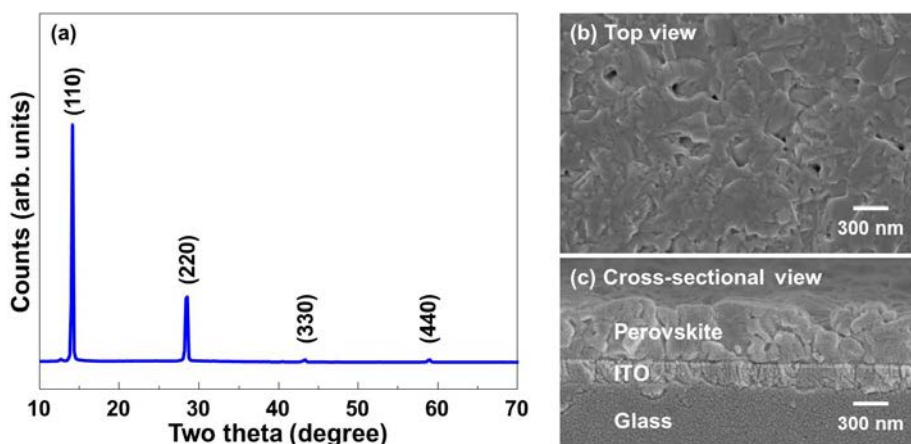 (a)
Counts (arb. units)
(110)
(220)
(330)
(440)
10 20 30 40 50 60 70
Two theta (degree)
(b) Top view
300 nm
(c) Cross-sectional view
Perovskite
ITO
Glass
300 nm